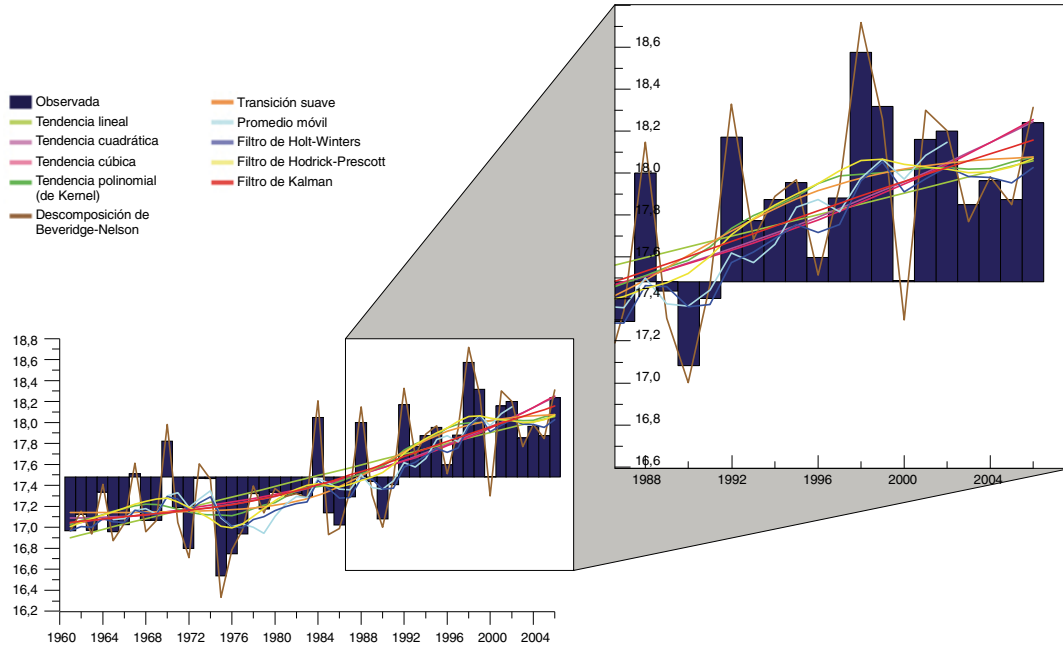 Observada
Tendencia lineal
Tendencia cuadrática
Tendencia cúbica
Tendencia polinomial
(de Kernel)
Descomposición de
Beveridge-Nelson
Transición suave
Promedio móvil
Filtro de Holt-Winters
Filtro de Hodrick-Prescott
Filtro de Kalman
18,8
18,6
18,4
18,2
18,0
17,8
17,6
17,4
17,2
17,0
16,8
16,6
16,4
16,2
1960 1964 1968 1972 1976 1980 1984 1988 1992 1996 2000 2004
18,6
18,4
18,2
18,0
17,8
17,6
17,4
17,2
17,0
16,8
16,6
1988 1992 1996 2000 2004